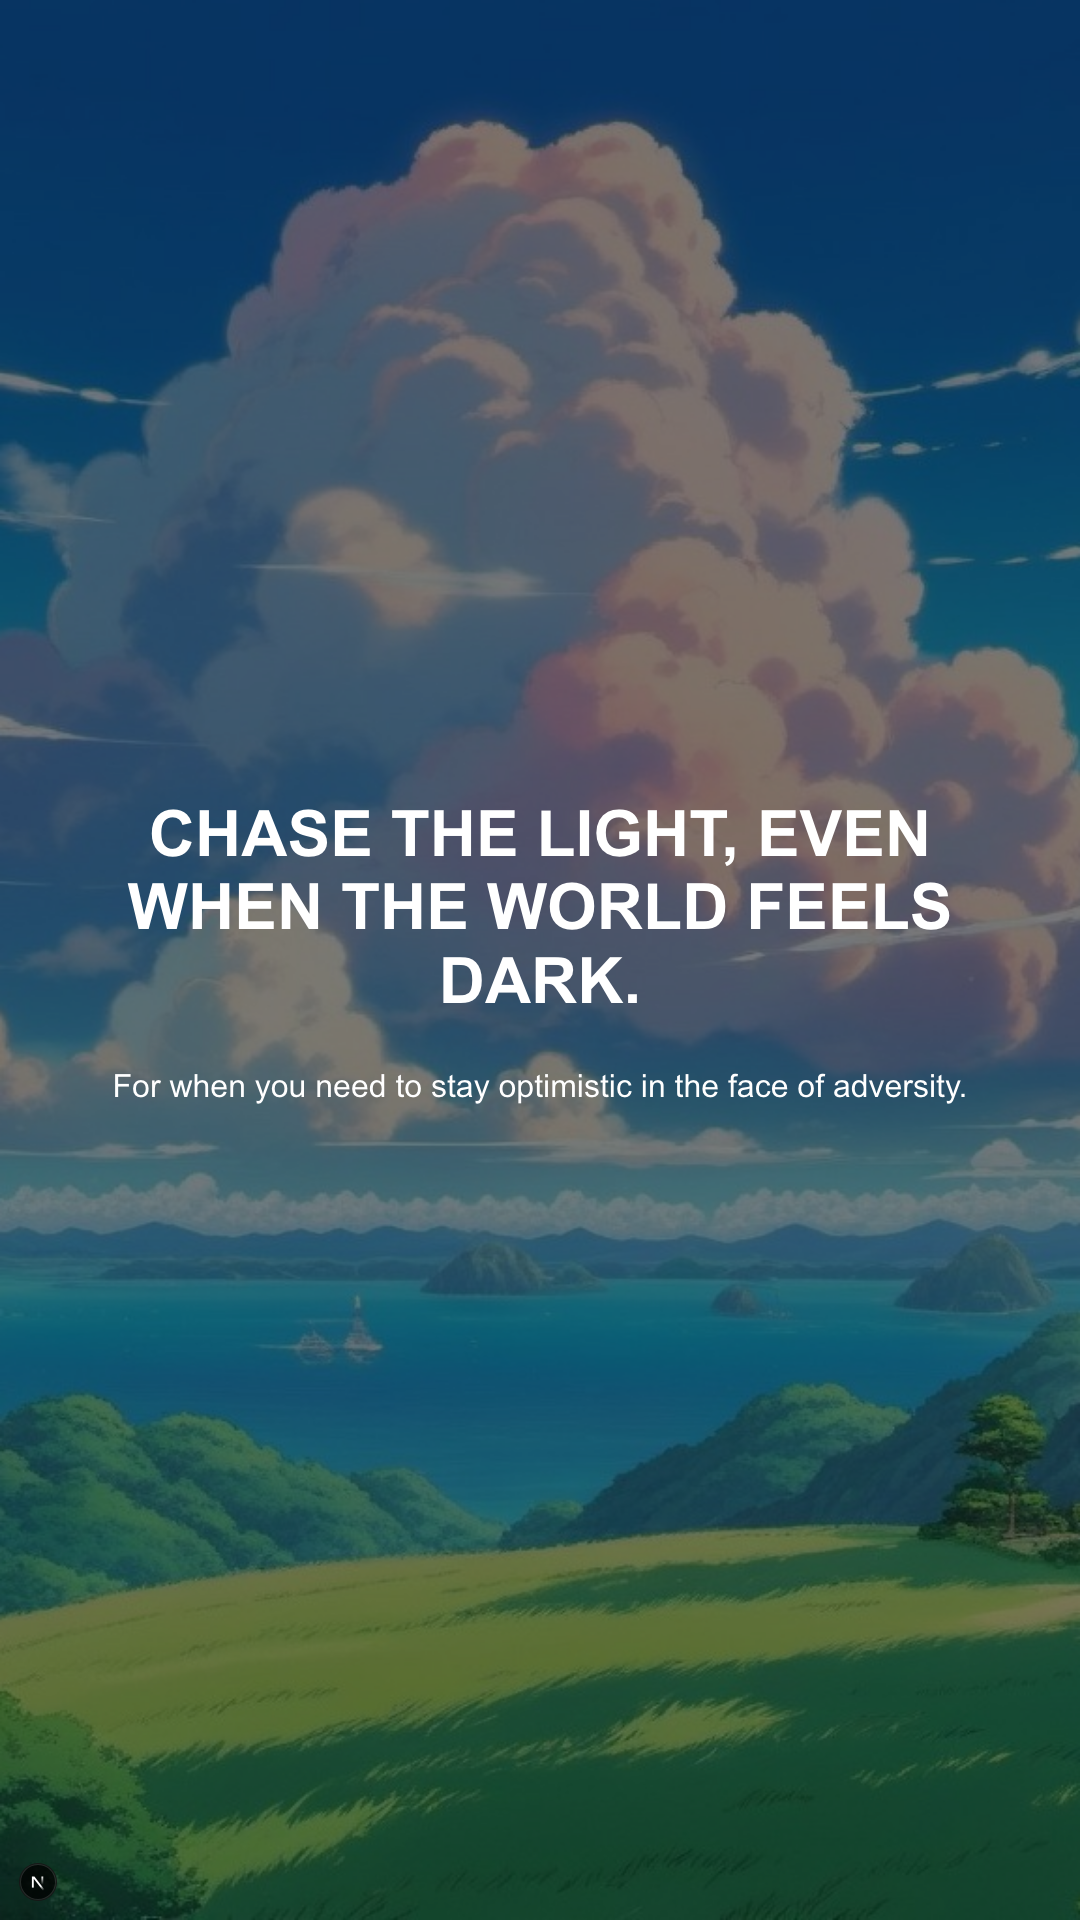 CHASE THE LIGHT, EVEN
WHEN THE WORLD FEELS
DARK.
For when you need to stay optimistic in the face of adversity.
N